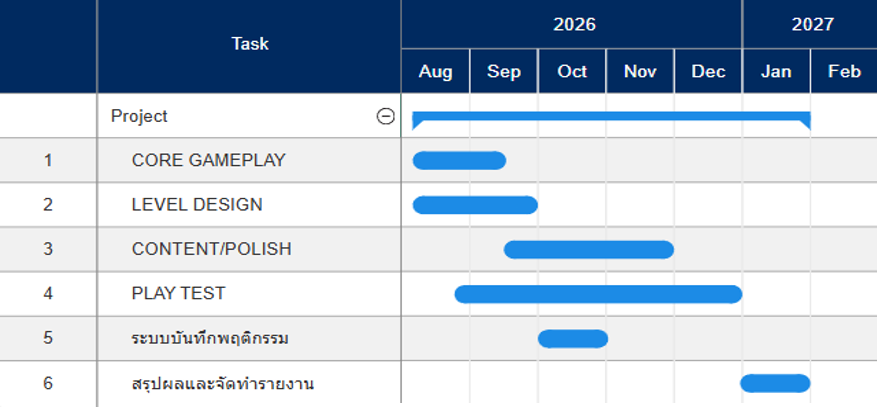 Task
2026 2027
Aug Sep Oct Nov Dec Jan Feb
Project
1 CORE GAMEPLAY
2 LEVEL DESIGN
3 CONTENT/POLISH
4 PLAY TEST
5 ระบบบันทึกพฤติกรรม
6 สรุปผลและจัดทำรายงาน